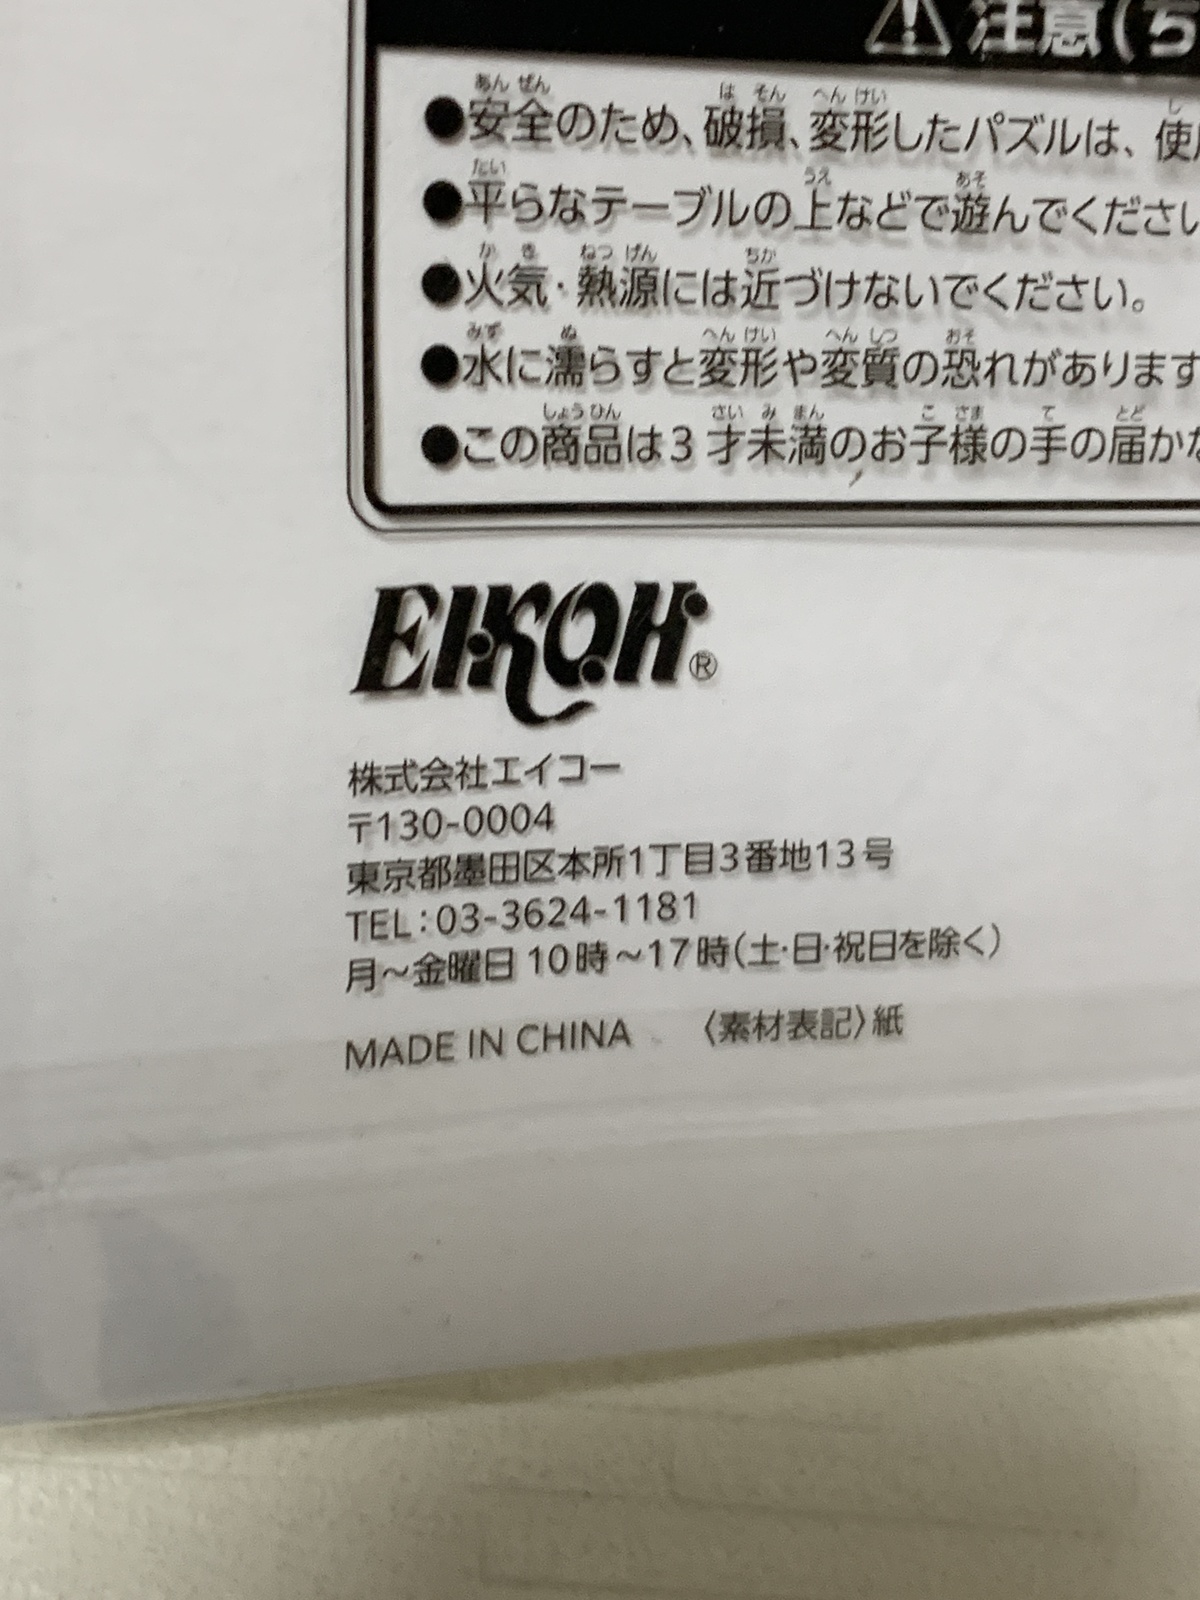 注意(ち
●安全のため、破損、変形したパズルは、使
●平らなテーブルの上などで遊んでください
●火気・熱源には近づけないでください。
●水に濡らすと変形や変質の恐れがあります
●この商品は3才未満のお子様の手の届かな
EIKOH®
株式会社エイコー
〒130-0004
東京都墨田区本所1丁目3番地13号
TEL:03-3624-1181
月~金曜日 10時~17時(土・日・祝日を除く)
MADE IN CHINA 〈素材表記〉紙